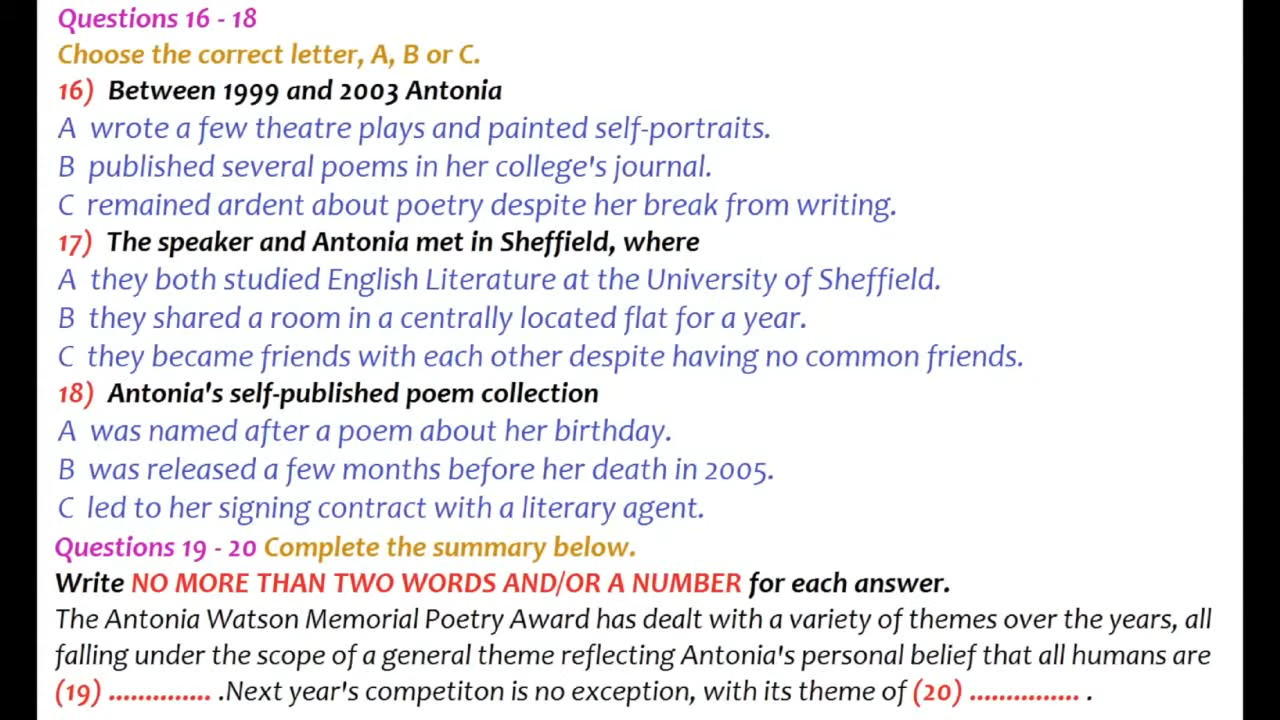 Questions 16 - 18
Choose the correct letter, A, B or C.
16) Between 1999 and 2003 Antonia
A wrote a few theatre plays and painted self-portraits.
B published several poems in her college's journal.
C remained ardent about poetry despite her break from writing.
17) The speaker and Antonia met in Sheffield, where
A they both studied English Literature at the University of Sheffield.
B they shared a room in a centrally located flat for a year.
C they became friends with each other despite having no common friends.
18) Antonia's self-published poem collection
A was named after a poem about her birthday.
B was released a few months before her death in 2005.
C led to her signing contract with a literary agent.
Questions 19 - 20 Complete the summary below.
Write NO MORE THAN TWO WORDS AND/OR A NUMBER for each answer.
The Antonia Watson Memorial Poetry Award has dealt with a variety of themes over the years, all
falling under the scope of a general theme reflecting Antonia's personal belief that all humans are
(19) .............. .Next year's competiton is no exception, with its theme of (20) ............... .